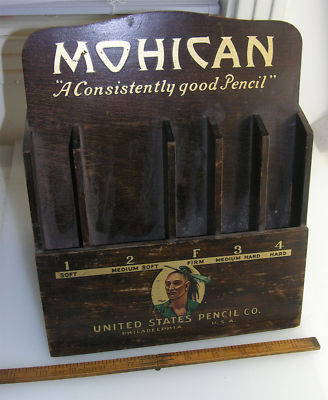 MOHICAN
"A Consistently good Pencil"
1 2 F 3 4
SOFT MEDIUM SOFT FIRM MEDIUM HARD HARD
UNITED STATES PENCIL CO.
PHILADELPHIA U.S.A.